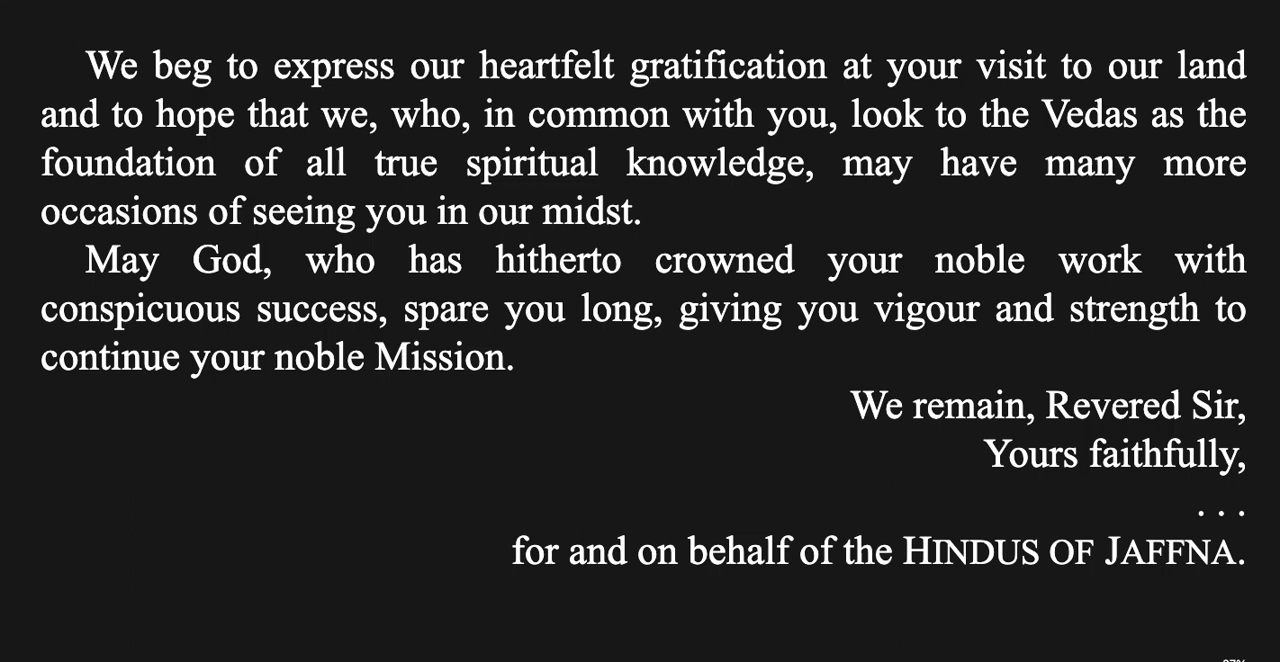 We beg to express our heartfelt gratification at your visit to our land
and to hope that we, who, in common with you, look to the Vedas as the
foundation of all true spiritual knowledge, may have many more
occasions of seeing you in our midst.
May God, who has hitherto crowned your noble work with
conspicuous success, spare you long, giving you vigour and strength to
continue your noble Mission.
We remain, Revered Sir,
Yours faithfully,
. . .
for and on behalf of the HINDUS OF JAFFNA.